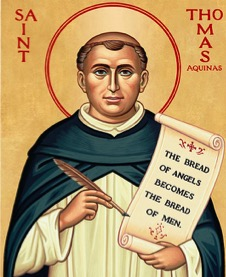 SAINT
THOMAS
AQUINAS
THE BREAD
OF ANGELS
BECOMES
THE BREAD
OF MEN.